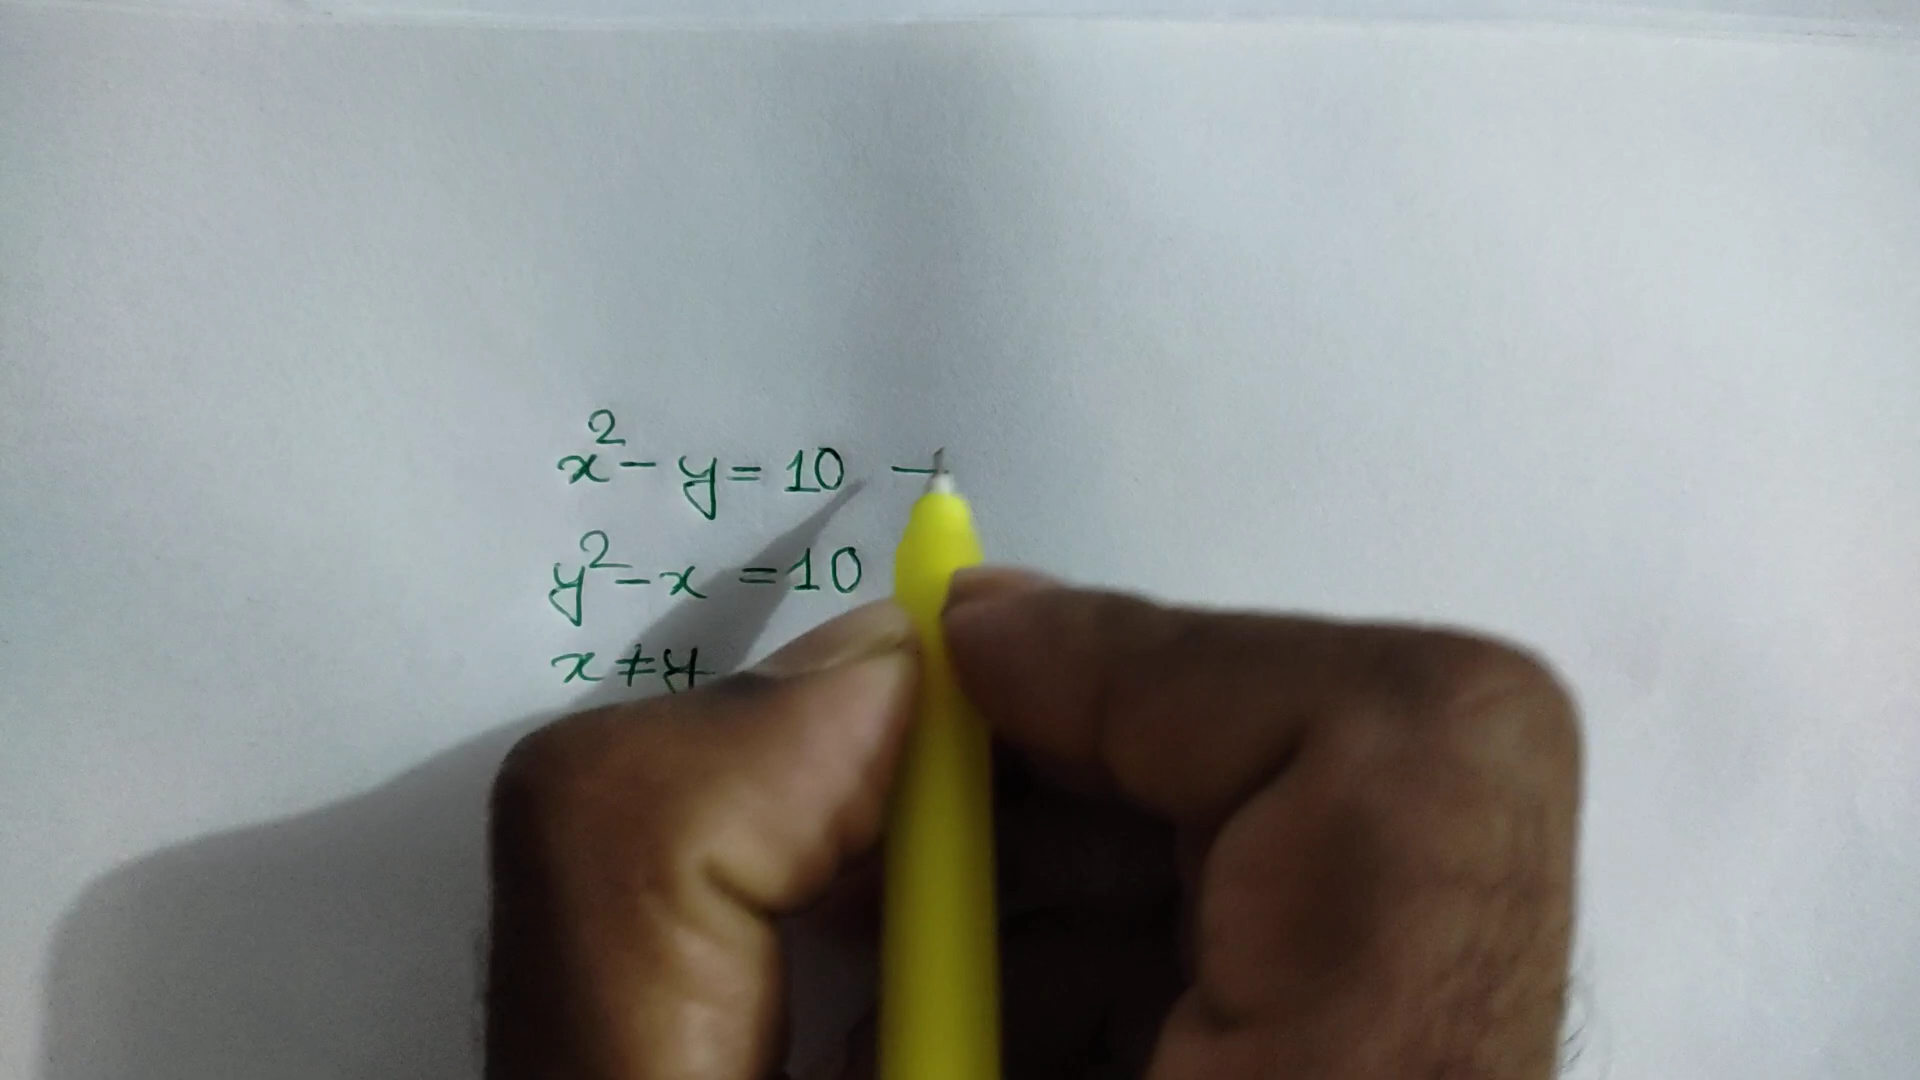 x² - y = 10 —
y² - x = 10
x ≠ y